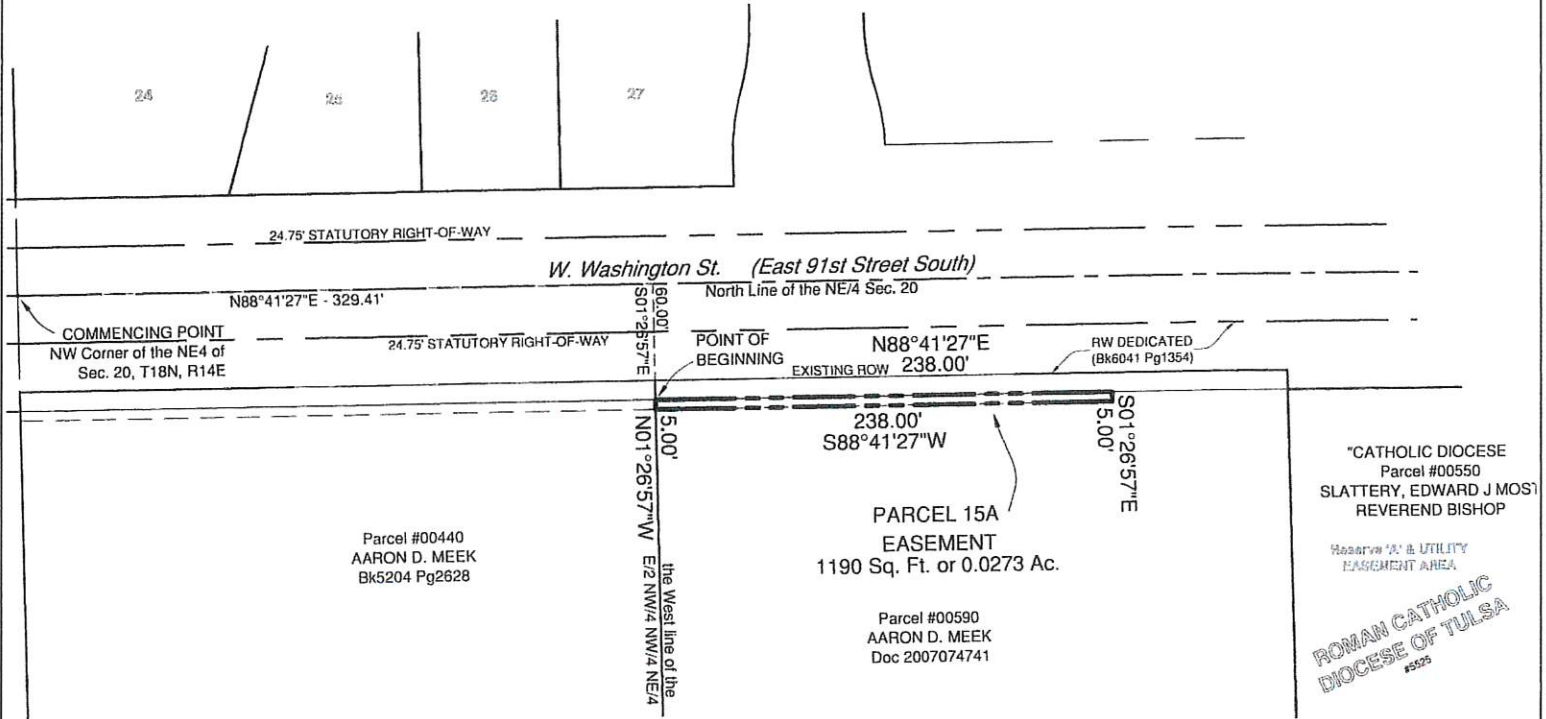 24
26
27
24.75' STATUTORY RIGHT-OF-WAY
W. Washington St. (East 91st Street South)
North Line of the NE/4 Sec. 20
N88°41'27"E - 329.41'
60.00'
S01°26'57"E
COMMENCING POINT
NW Corner of the NE4 of
Sec. 20, T18N, R14E
24.75' STATUTORY RIGHT-OF-WAY
POINT OF
BEGINNING
N88°41'27"E
EXISTING ROW 238.00'
RW DEDICATED
(Bk6041 Pg1354)
5.00'
N01°26'57"W
238.00'
S88°41'27"W
S01°26'57"E
5.00'
PARCEL 15A
EASEMENT
1190 Sq. Ft. or 0.0273 Ac.
Parcel #00440
AARON D. MEEK
Bk5204 Pg2628
the West line of the
E/2 NW/4 NW/4 NE/4
Parcel #00590
AARON D. MEEK
Doc 2007074741
"CATHOLIC DIOCESE
Parcel #00550
SLATTERY, EDWARD J MOST
REVEREND BISHOP
Reserve 'A' & UTILITY
EASEMENT AREA
ROMAN CATHOLIC
DIOCESE OF TULSA
#5525